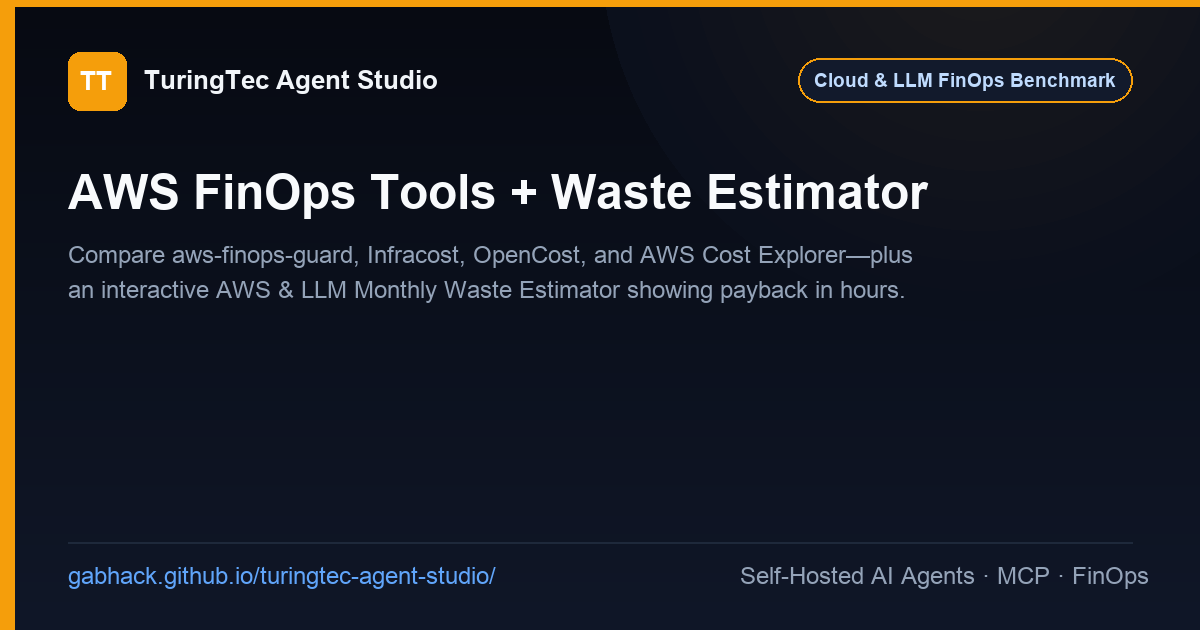 TT
TuringTec Agent Studio
Cloud & LLM FinOps Benchmark
AWS FinOps Tools + Waste Estimator
Compare aws-finops-guard, Infracost, OpenCost, and AWS Cost Explorer—plus
an interactive AWS & LLM Monthly Waste Estimator showing payback in hours.
gabhack.github.io/turingtec-agent-studio/
Self-Hosted AI Agents · MCP · FinOps